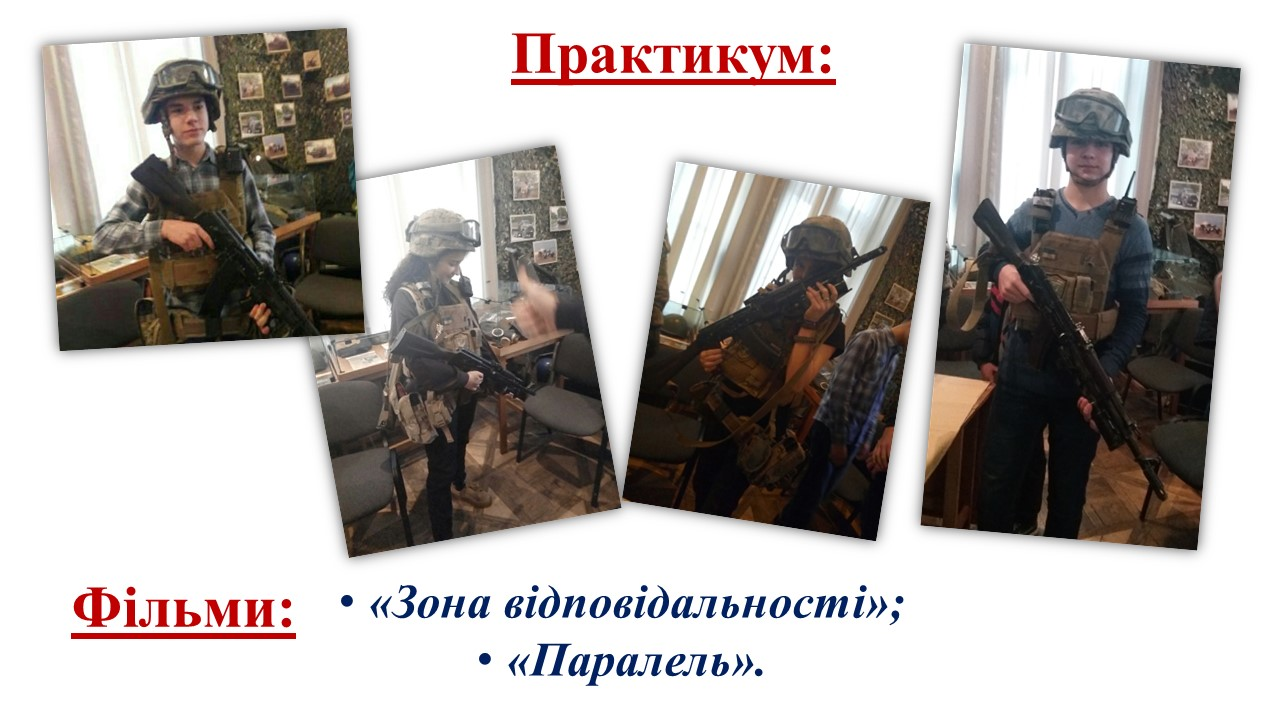 Практикум:
Фільми:
• «Зона відповідальності»;
• «Паралель».